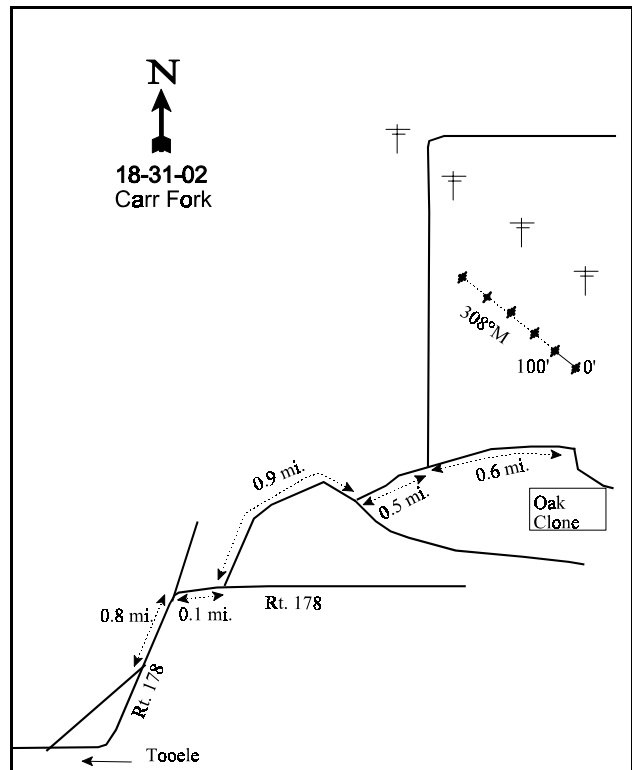 N
18-31-02
Carr Fork
308°M
100' 0'
0.9 mi.
0.5 mi.
0.6 mi.
Oak
Clone
0.8 mi.
0.1 mi.
Rt. 178
Rt. 178
Tooele